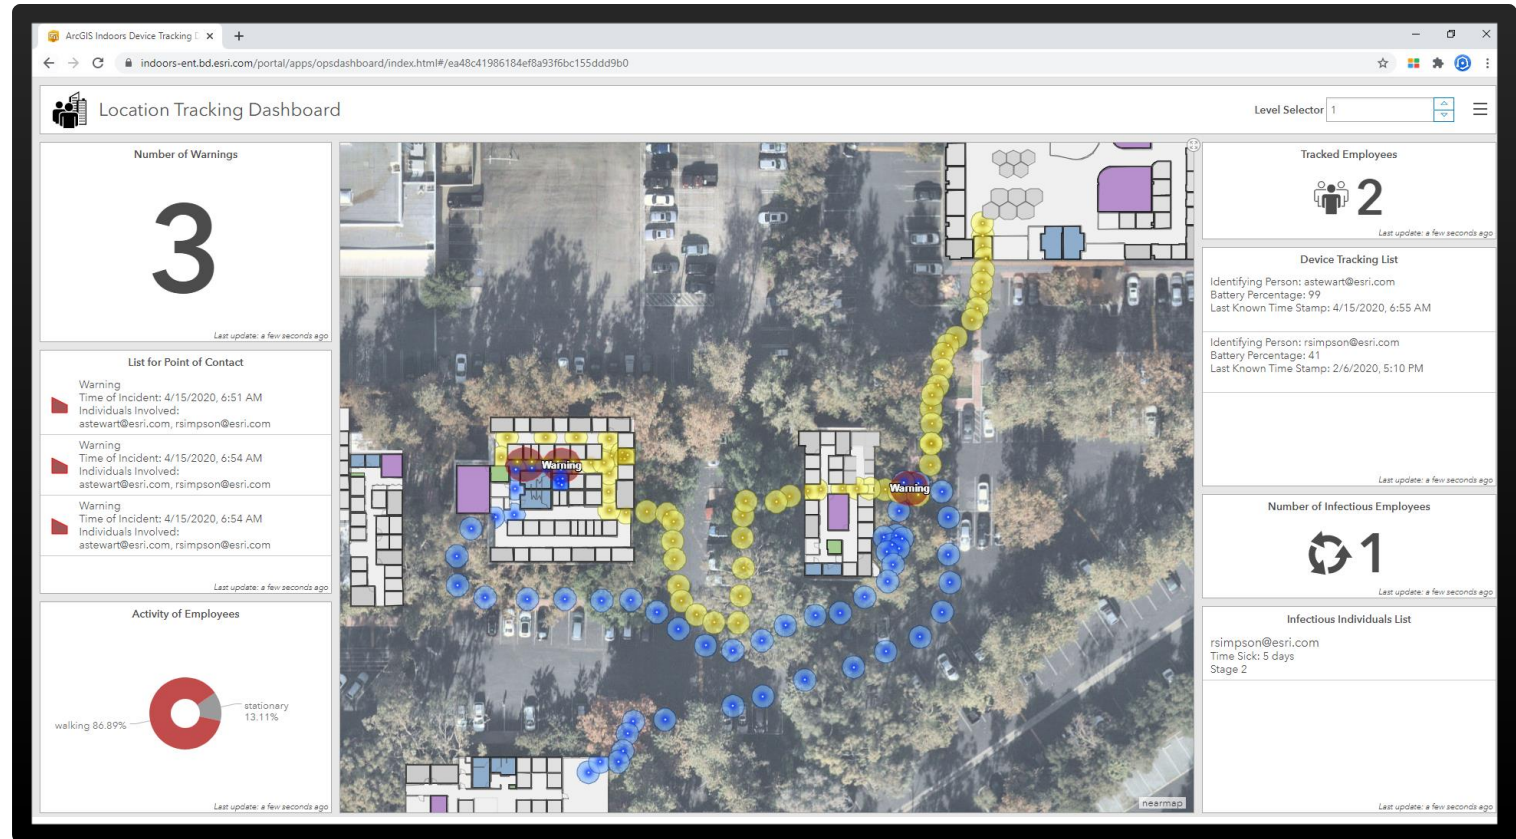 ArcGIS Indoors Device Tracking D
indoors-ent.bd.esri.com/portal/apps/opsdashboard/index.html#/ea48c41986184ef8a93f6bc155ddd9b0
Location Tracking Dashboard
Level Selector 1
Number of Warnings
3
Last update: a few seconds ago
List for Point of Contact
Warning
Time of Incident: 4/15/2020, 6:51 AM
Individuals Involved:
astewart@esri.com, rsimpson@esri.com
Warning
Time of Incident: 4/15/2020, 6:54 AM
Individuals Involved:
astewart@esri.com, rsimpson@esri.com
Warning
Time of Incident: 4/15/2020, 6:54 AM
Individuals Involved:
astewart@esri.com, rsimpson@esri.com
Last update: a few seconds ago
Activity of Employees
walking 86.89%
stationary
13.11%
Last update: a few seconds ago
Warning
Warning
nearmap
Tracked Employees
2
Last update: a few seconds ago
Device Tracking List
Identifying Person: astewart@esri.com
Battery Percentage: 99
Last Known Time Stamp: 4/15/2020, 6:55 AM
Identifying Person: rsimpson@esri.com
Battery Percentage: 41
Last Known Time Stamp: 2/6/2020, 5:10 PM
Last update: a few seconds ago
Number of Infectious Employees
1
Last update: a few seconds ago
Infectious Individuals List
rsimpson@esri.com
Time Sick: 5 days
Stage 2
Last update: a few seconds ago